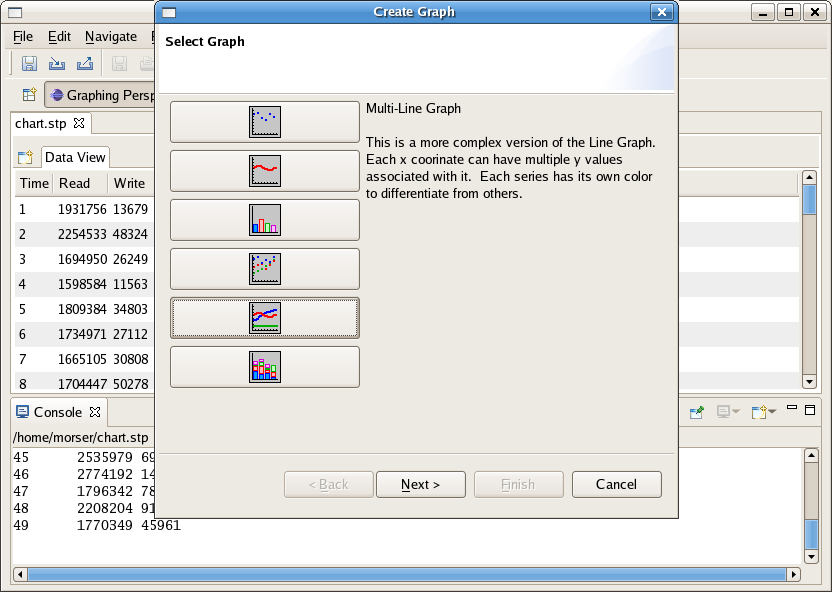 Create Graph
File Edit Navigate
Select Graph
Graphing Persp
chart.stp
Data View
Time Read Write
1 1931756 13679
2 2254533 48324
3 1694950 26249
4 1598584 11563
5 1809384 34803
6 1734971 27112
7 1665105 30808
8 1704447 50278
Multi-Line Graph
This is a more complex version of the Line Graph.
Each x coorinate can have multiple y values
associated with it.  Each series has its own color
to differentiate from others.
Console
/home/morser/chart.stp
45 2535979 69
46 2774192 14
47 1796342 78
48 2208204 91
49 1770349 45961
< Back Next > Finish Cancel